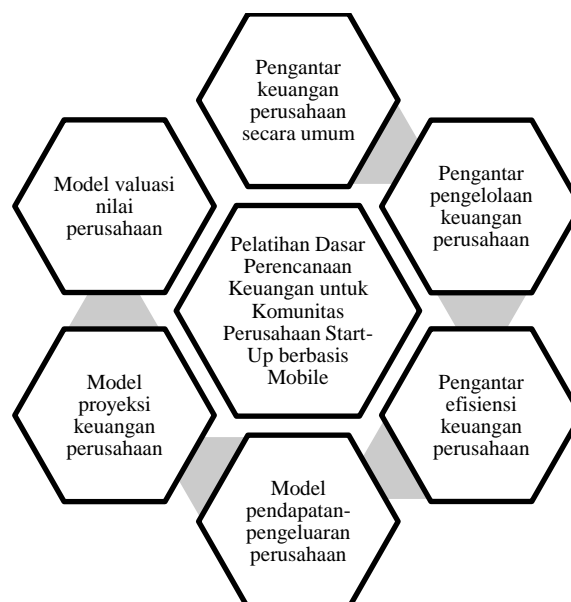 Pengantar
keuangan
perusahaan
secara umum
Pengantar
pengelolaan
keuangan
perusahaan
Pengantar
efisiensi
keuangan
perusahaan
Model
pendapatan-
pengeluaran
perusahaan
Model
proyeksi
keuangan
perusahaan
Model valuasi
nilai
perusahaan
Pelatihan Dasar
Perencanaan
Keuangan untuk
Komunitas
Perusahaan Start-
Up berbasis
Mobile